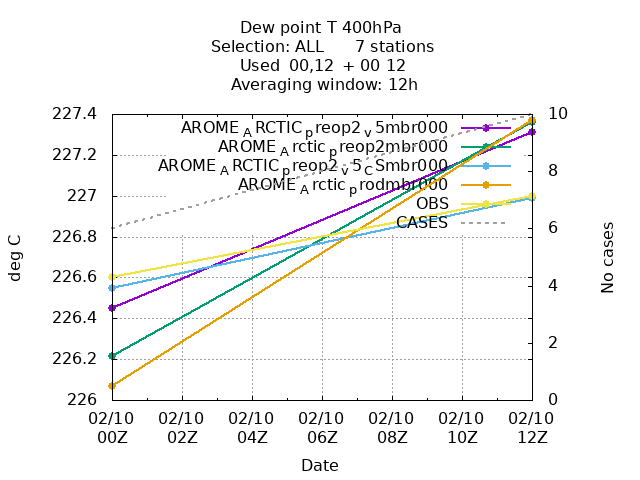 Dew point T 400hPa
Selection: ALL 7 stations
Used 00,12 + 00 12
Averaging window: 12h
227.4
227.2
227
226.8
226.6
226.4
226.2
226
10
8
6
4
2
0
deg C
No cases
AROME_ARCTIC_preop2_v5mbr000
AROME_Arctic_preop2mbr000
AROME_ARCTIC_preop2_v5_CSmbr000
AROME_Arctic_prodmbr000
OBS
CASES
02/10 02/10 02/10 02/10 02/10 02/10 02/10 02/10
00Z 02Z 04Z 06Z 08Z 10Z 12Z
Date